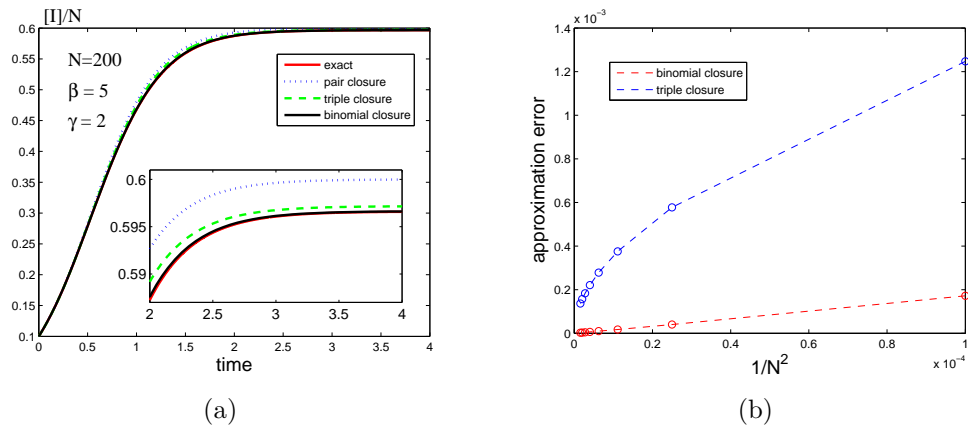 [I]/N
0.6
0.55
0.5
0.45
0.4
0.35
0.3
0.25
0.2
0.15
0.1
N=200
β = 5
γ = 2
exact
pair closure
triple closure
binomial closure
0.6
0.595
0.59
2 2.5 3 3.5 4
0 0.5 1 1.5 2 2.5 3 3.5 4
time
(a)
x 10⁻³
1.4
1.2
1
0.8
0.6
0.4
0.2
0
approximation error
binomial closure
triple closure
0 0.2 0.4 0.6 0.8 1
x 10⁻⁴
1/N²
(b)